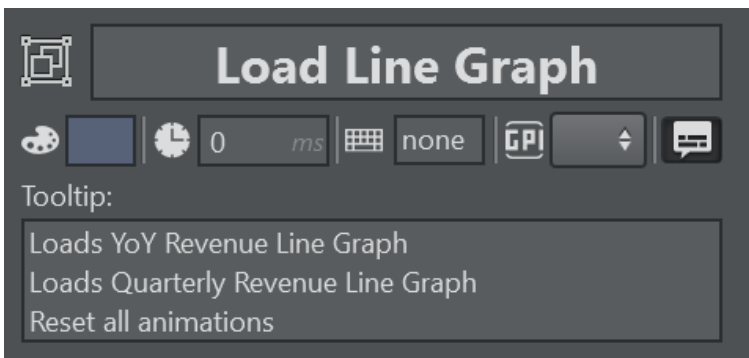 Load Line Graph
0 ms none GPI
Tooltip:
Loads YoY Revenue Line Graph
Loads Quarterly Revenue Line Graph
Reset all animations